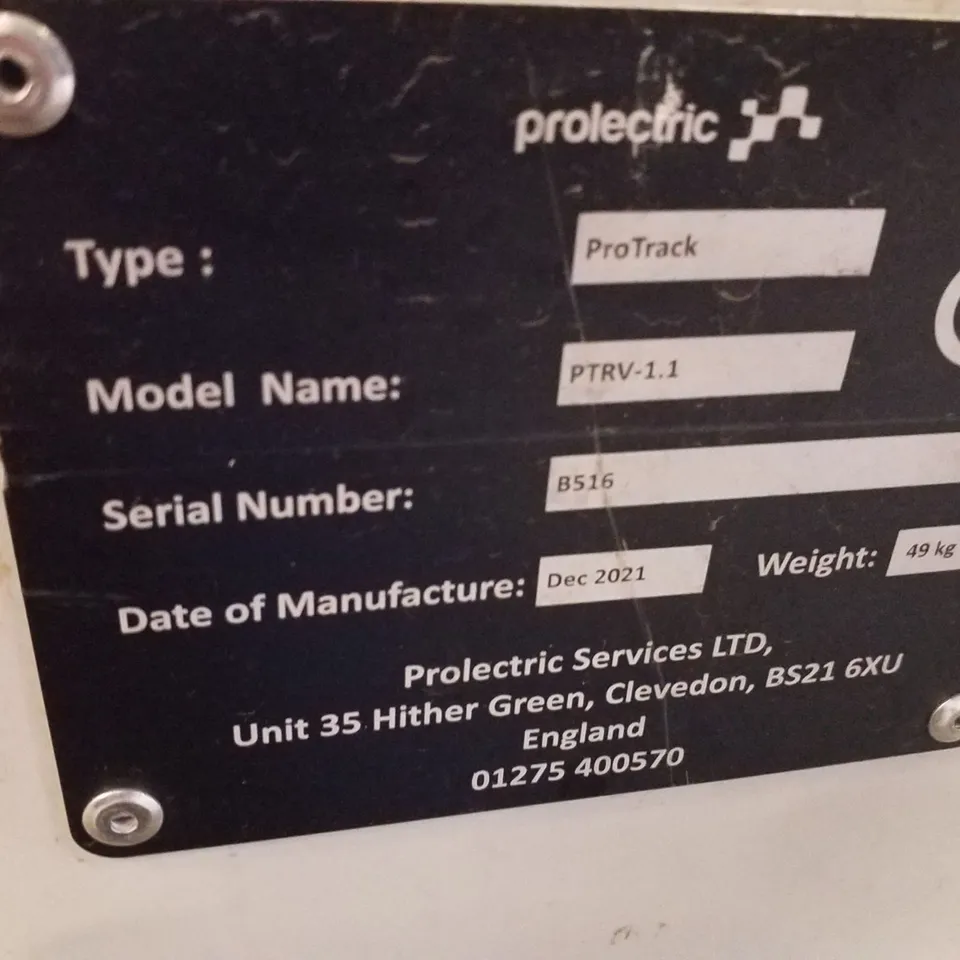 prolectric
Type : ProTrack
Model Name: PTRV-1.1
Serial Number: B516
Date of Manufacture: Dec 2021 Weight: 49 kg
Prolectric Services LTD,
Unit 35 Hither Green, Clevedon, BS21 6XU
England
01275 400570